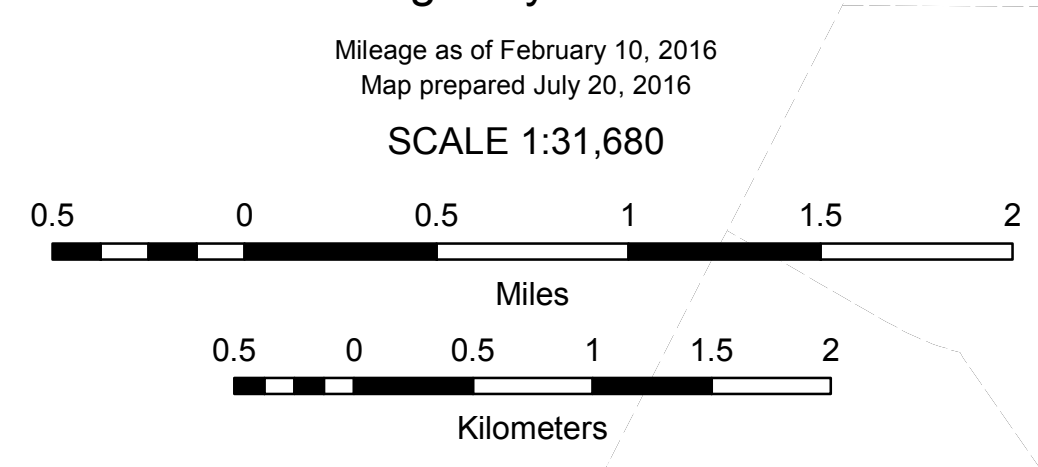 Mileage as of February 10, 2016
Map prepared July 20, 2016
SCALE 1:31,680
0.5 0 0.5 1 1.5 2
Miles
0.5 0 0.5 1 1.5 2
Kilometers